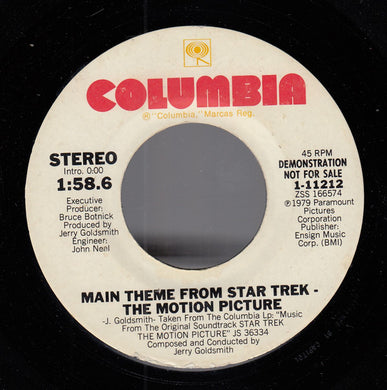 COLUMBIA
® "Columbia," Marcas Reg.
STEREO
Intro. 0:00
1:58.6
Executive
Producer:
Bruce Botnick
Produced by
Jerry Goldsmith
Engineer:
John Neal
45 RPM
DEMONSTRATION
NOT FOR SALE
1-11212
ZSS 166574
℗ 1979 Paramount
Pictures
Corporation
Publisher:
Ensign Music
Corp. (BMI)
MAIN THEME FROM STAR TREK -
THE MOTION PICTURE
-J. Goldsmith- Taken From The Columbia Lp: "Music
From The Original Soundtrack STAR TREK
THE MOTION PICTURE" JS 36334
Composed and Conducted by
Jerry Goldsmith